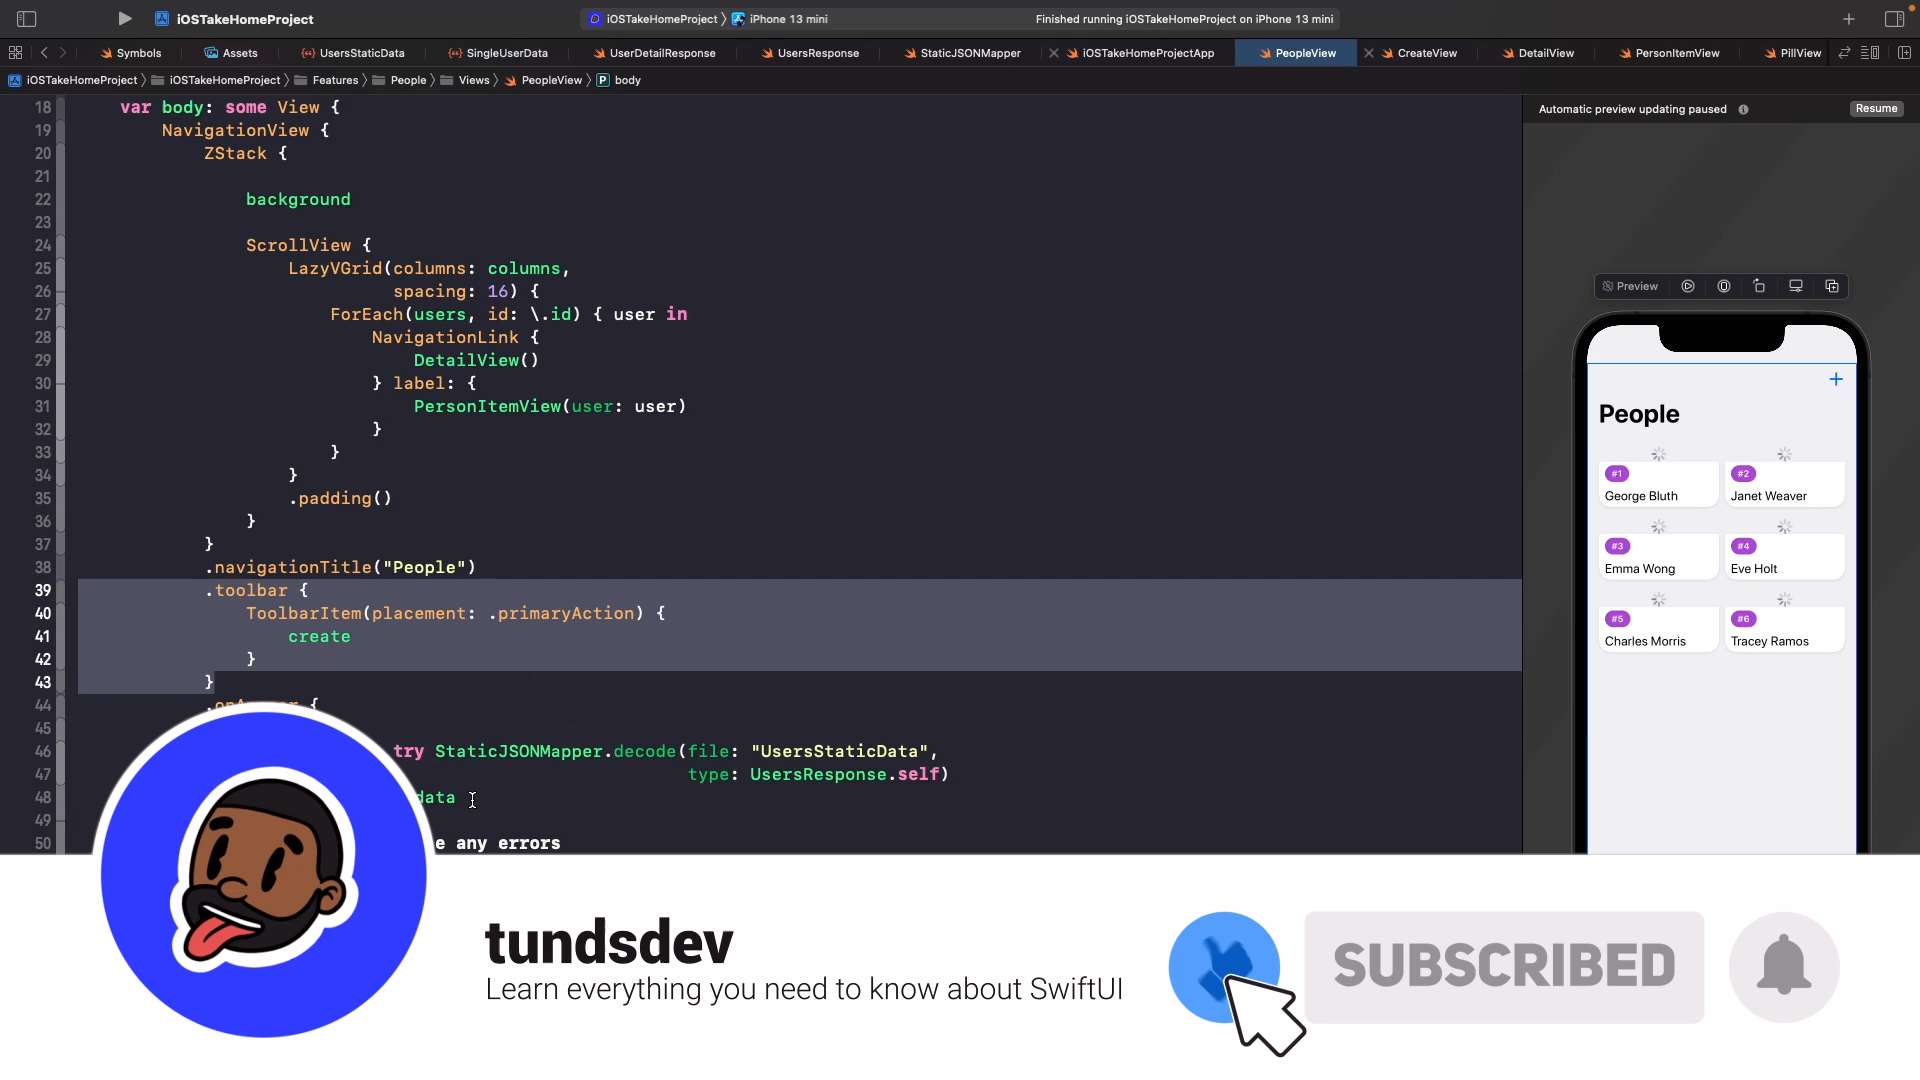 iOSTakeHomeProject
iOSTakeHomeProject 〉 iPhone 13 mini
Finished running iOSTakeHomeProject on iPhone 13 mini
Symbols
Assets
UsersStaticData
SingleUserData
UserDetailResponse
UsersResponse
StaticJSONMapper
iOSTakeHomeProjectApp
PeopleView
CreateView
DetailView
PersonItemView
PillView
iOSTakeHomeProject 〉 iOSTakeHomeProject 〉 Features 〉 People 〉 Views 〉 PeopleView 〉 P body
18 var body: some View {
19 NavigationView {
20 ZStack {
21
22 background
23
24 ScrollView {
25 LazyVGrid(columns: columns,
26 spacing: 16) {
27 ForEach(users, id: \.id) { user in
28 NavigationLink {
29 DetailView()
30 } label: {
31 PersonItemView(user: user)
32 }
33 }
34 }
35 .padding()
36 }
37 }
38 .navigationTitle("People")
39 .toolbar {
40 ToolbarItem(placement: .primaryAction) {
41 create
42 }
43 }
44 {
45
46 try StaticJSONMapper.decode(file: "UsersStaticData",
47 type: UsersResponse.self)
48 data
49
50 any errors
Automatic preview updating paused
Resume
Preview
People
#1
George Bluth
#2
Janet Weaver
#3
Emma Wong
#4
Eve Holt
#5
Charles Morris
#6
Tracey Ramos
tundsdev
Learn everything you need to know about SwiftUI
SUBSCRIBED